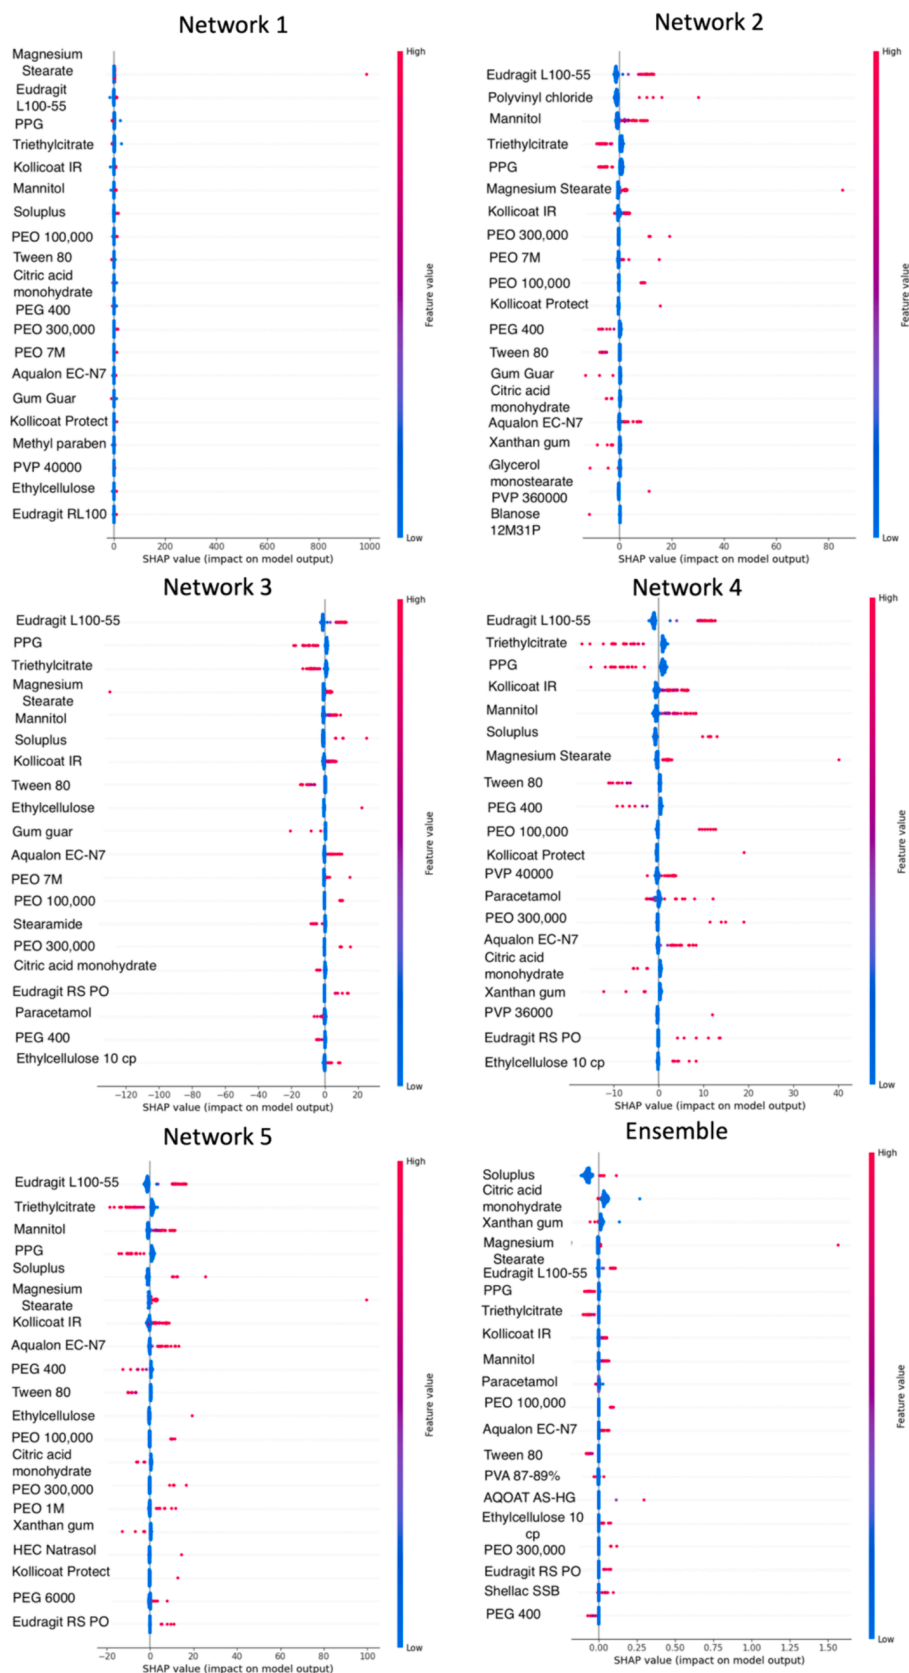 Network 1
Magnesium
Stearate
Eudragit
L100-55
PPG
Triethylcitrate
Kollicoat IR
Mannitol
Soluplus
PEO 100,000
Tween 80
Citric acid
monohydrate
PEG 400
PEO 300,000
PEO 7M
Aqualon EC-N7
Gum Guar
Kollicoat Protect
Methyl paraben
PVP 40000
Ethylcellulose
Eudragit RL100
0 200 400 600 800 1000
SHAP value (impact on model output)
High
Feature value
Low
Network 2
Eudragit L100-55
Polyvinyl chloride
Mannitol
Triethylcitrate
PPG
Magnesium Stearate
Kollicoat IR
PEO 300,000
PEO 7M
PEO 100,000
Kollicoat Protect
PEG 400
Tween 80
Gum Guar
Citric acid
monohydrate
Aqualon EC-N7
Xanthan gum
Glycerol
monostearate
PVP 360000
Blanose
12M31P
0 20 40 60 80
SHAP value (impact on model output)
High
Feature value
Low
Network 3
Eudragit L100-55
PPG
Triethylcitrate
Magnesium
Stearate
Mannitol
Soluplus
Kollicoat IR
Tween 80
Ethylcellulose
Gum guar
Aqualon EC-N7
PEO 7M
PEO 100,000
Stearamide
PEO 300,000
Citric acid monohydrate
Eudragit RS PO
Paracetamol
PEG 400
Ethylcellulose 10 cp
−120 −100 −80 −60 −40 −20 0 20
SHAP value (impact on model output)
High
Feature value
Low
Network 4
Eudragit L100-55
Triethylcitrate
PPG
Kollicoat IR
Mannitol
Soluplus
Magnesium Stearate
Tween 80
PEG 400
PEO 100,000
Kollicoat Protect
PVP 40000
Paracetamol
PEO 300,000
Aqualon EC-N7
Citric acid
monohydrate
Xanthan gum
PVP 36000
Eudragit RS PO
Ethylcellulose 10 cp
−10 0 10 20 30 40
SHAP value (impact on model output)
High
Feature value
Low
Network 5
Eudragit L100-55
Triethylcitrate
Mannitol
PPG
Soluplus
Magnesium
Stearate
Kollicoat IR
Aqualon EC-N7
PEG 400
Tween 80
Ethylcellulose
PEO 100,000
Citric acid
monohydrate
PEO 300,000
PEO 1M
Xanthan gum
HEC Natrasol
Kollicoat Protect
PEG 6000
Eudragit RS PO
−20 0 20 40 60 80 100
SHAP value (impact on model output)
High
Feature value
Low
Ensemble
Soluplus
Citric acid
monohydrate
Xanthan gum
Magnesium
Stearate
Eudragit L100-55
PPG
Triethylcitrate
Kollicoat IR
Mannitol
Paracetamol
PEO 100,000
Aqualon EC-N7
Tween 80
PVA 87-89%
AQOAT AS-HG
Ethylcellulose 10
cp
PEO 300,000
Eudragit RS PO
Shellac SSB
PEG 400
0.00 0.25 0.50 0.75 1.00 1.25 1.50
SHAP value (impact on model output)
High
Feature value
Low